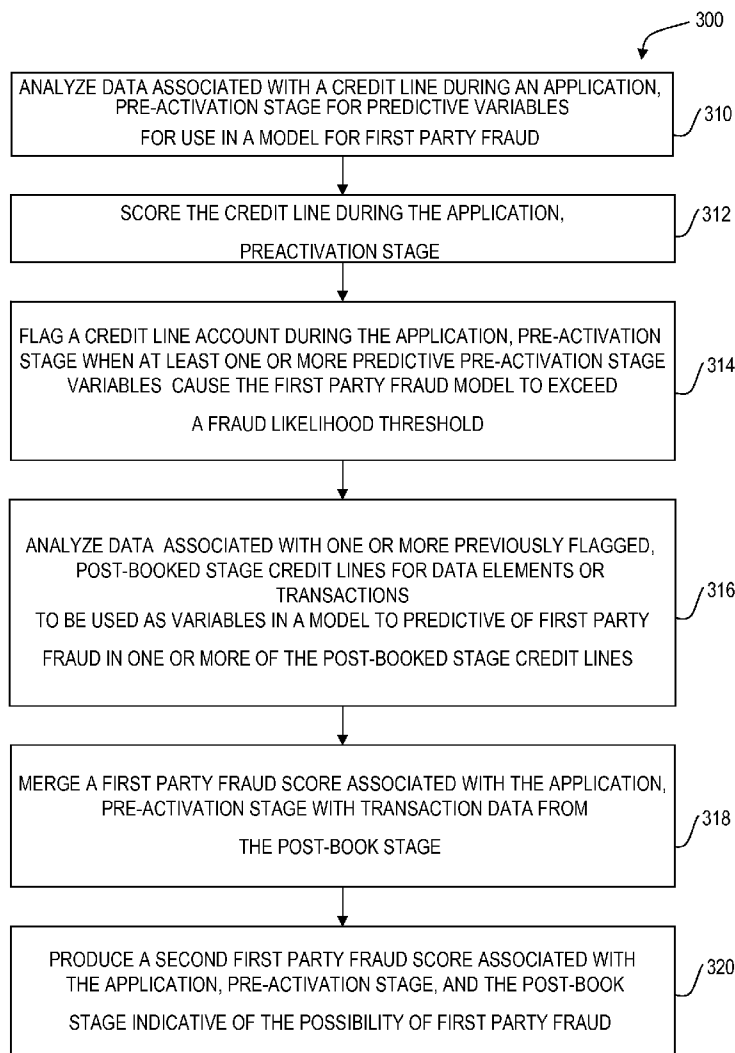 300
ANALYZE DATA ASSOCIATED WITH A CREDIT LINE DURING AN APPLICATION,
PRE-ACTIVATION STAGE FOR PREDICTIVE VARIABLES
FOR USE IN A MODEL FOR FIRST PARTY FRAUD
310
SCORE THE CREDIT LINE DURING THE APPLICATION,
PREACTIVATION STAGE
312
FLAG A CREDIT LINE ACCOUNT DURING THE APPLICATION, PRE-ACTIVATION
STAGE WHEN AT LEAST ONE OR MORE PREDICTIVE PRE-ACTIVATION STAGE
VARIABLES CAUSE THE FIRST PARTY FRAUD MODEL TO EXCEED
A FRAUD LIKELIHOOD THRESHOLD
314
ANALYZE DATA ASSOCIATED WITH ONE OR MORE PREVIOUSLY FLAGGED,
POST-BOOKED STAGE CREDIT LINES FOR DATA ELEMENTS OR
TRANSACTIONS
TO BE USED AS VARIABLES IN A MODEL TO PREDICTIVE OF FIRST PARTY
FRAUD IN ONE OR MORE OF THE POST-BOOKED STAGE CREDIT LINES
316
MERGE A FIRST PARTY FRAUD SCORE ASSOCIATED WITH THE APPLICATION,
PRE-ACTIVATION STAGE WITH TRANSACTION DATA FROM
THE POST-BOOK STAGE
318
PRODUCE A SECOND FIRST PARTY FRAUD SCORE ASSOCIATED WITH
THE APPLICATION, PRE-ACTIVATION STAGE, AND THE POST-BOOK
STAGE INDICATIVE OF THE POSSIBILITY OF FIRST PARTY FRAUD
320